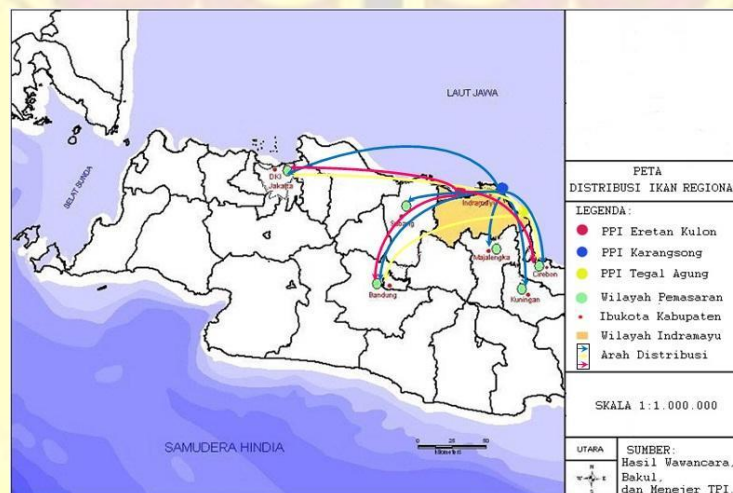 LAUT JAWA
SELAT SUNDA
DKI
Jakarta
Indramayu
Subang
Majalengka
Cirebon
Bandung
Kuningan
SAMUDERA HINDIA
PETA
DISTRIBUSI IKAN REGIONA
LEGENDA:
PPI Eretan Kulon
PPI Karangsong
PPI Tegal Agung
Wilayah Pemasaran
Ibukota Kabupaten
Wilayah Indramayu
Arah Distribusi
SKALA 1:1.000.000
UTARA
SUMBER:
Hasil Wawancara,
Bakul,
dan Menejer TPI.